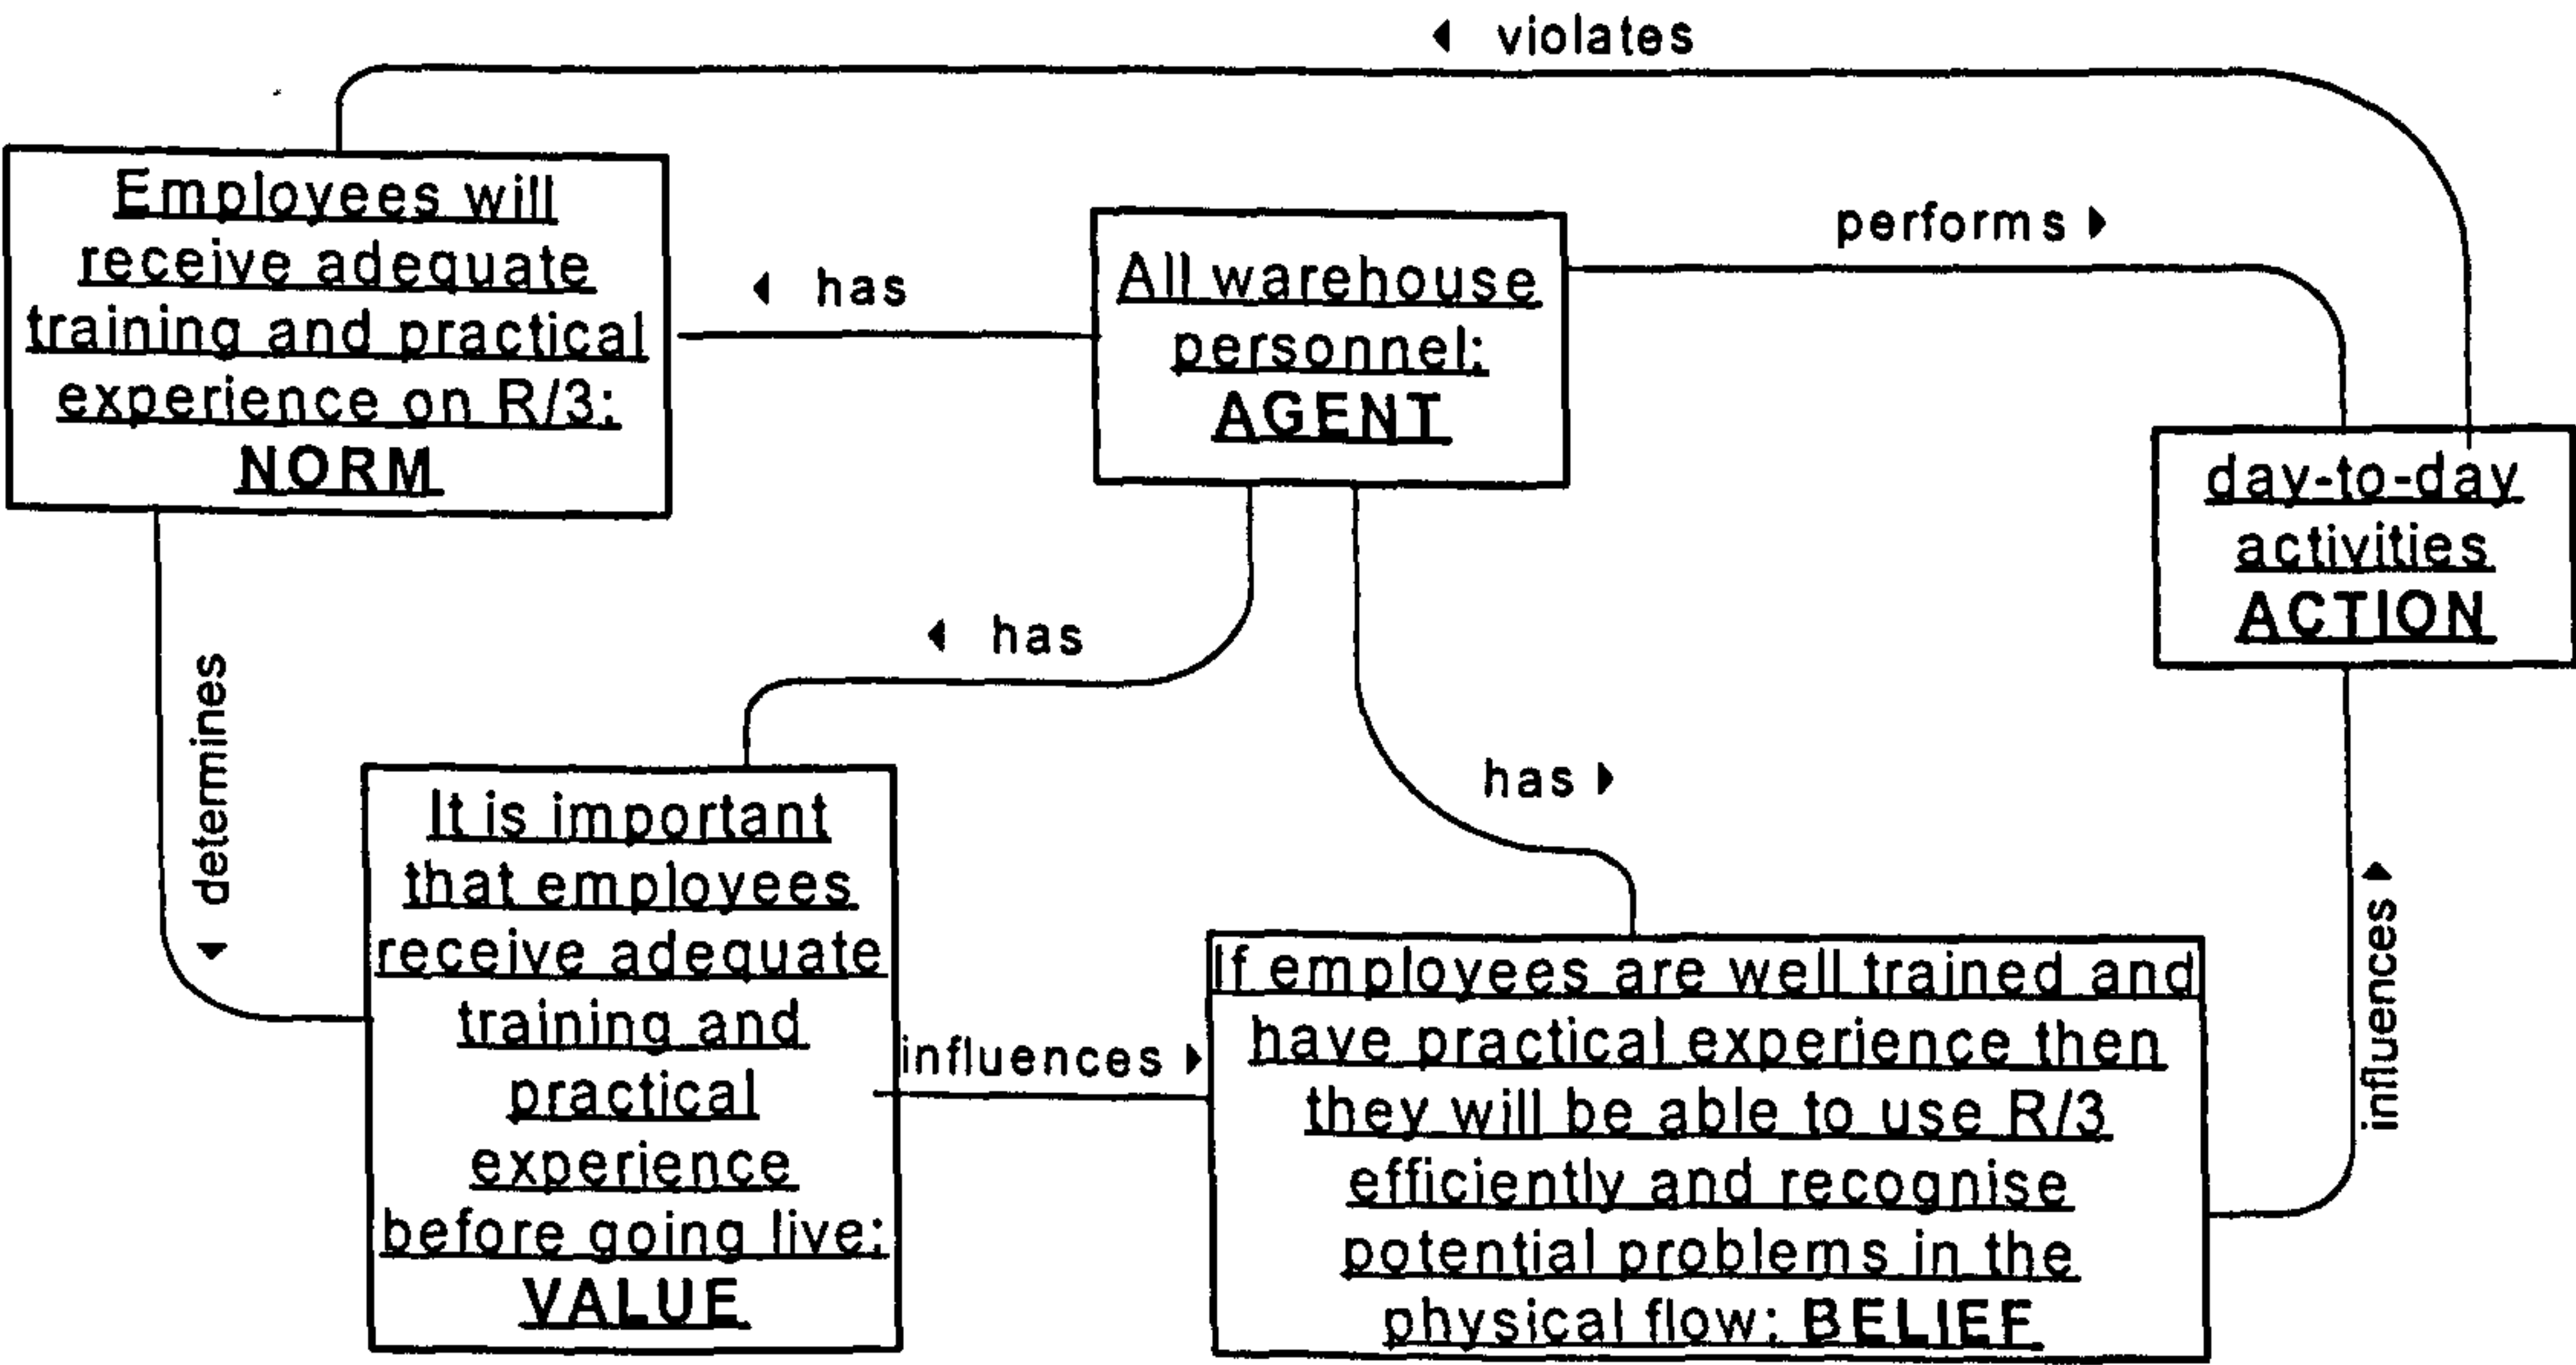 ◂ violates
Employees will
receive adequate
training and practical
experience on R/3:
NORM
◂ has
All warehouse
personnel:
AGENT
performs ▸
day-to-day
activities
ACTION
◂ determines
◂ has
has ▸
It is important
that employees
receive adequate
training and
practical
experience
before going live:
VALUE
influences ▸
If employees are well trained and
have practical experience then
they will be able to use R/3
efficiently and recognise
potential problems in the
physical flow: BELIEF
influences ▸